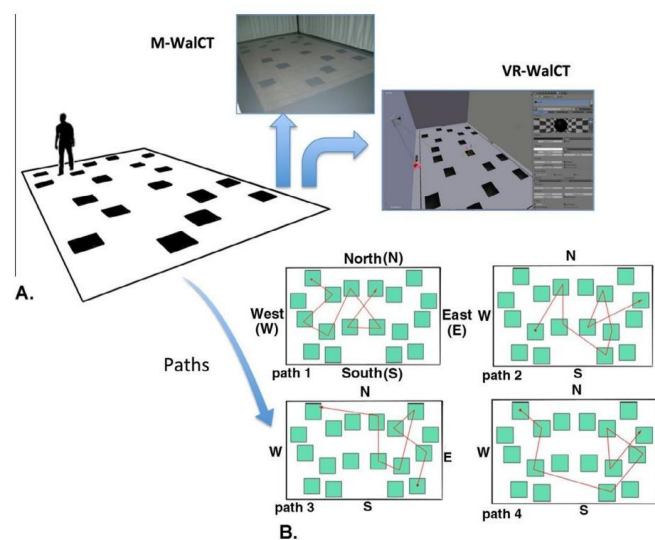 M-WalCT
VR-WalCT
A.
Paths
North(N)
West
(W)
East
(E)
path 1
South(S)
N
W
path 2
S
N
W
E
path 3
S
N
W
path 4
S
B.